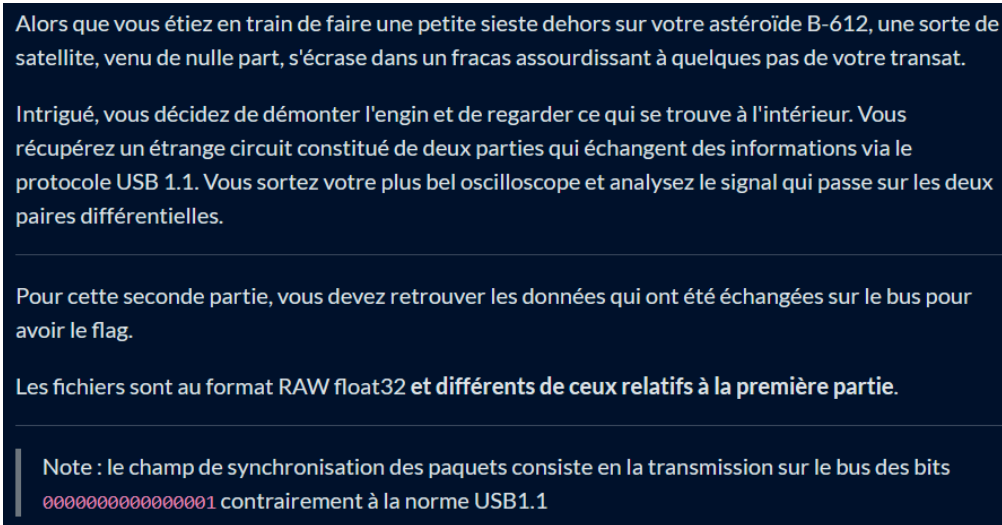 Alors que vous étiez en train de faire une petite sieste dehors sur votre astéroïde B-612, une sorte de
satellite, venu de nulle part, s'écrase dans un fracas assourdissant à quelques pas de votre transat.
Intrigué, vous décidez de démonter l'engin et de regarder ce qui se trouve à l'intérieur. Vous
récupérez un étrange circuit constitué de deux parties qui échangent des informations via le
protocole USB 1.1. Vous sortez votre plus bel oscilloscope et analysez le signal qui passe sur les deux
paires différentielles.
Pour cette seconde partie, vous devez retrouver les données qui ont été échangées sur le bus pour
avoir le flag.
Les fichiers sont au format RAW float32 et différents de ceux relatifs à la première partie.
Note : le champ de synchronisation des paquets consiste en la transmission sur le bus des bits
0000000000000001 contrairement à la norme USB1.1